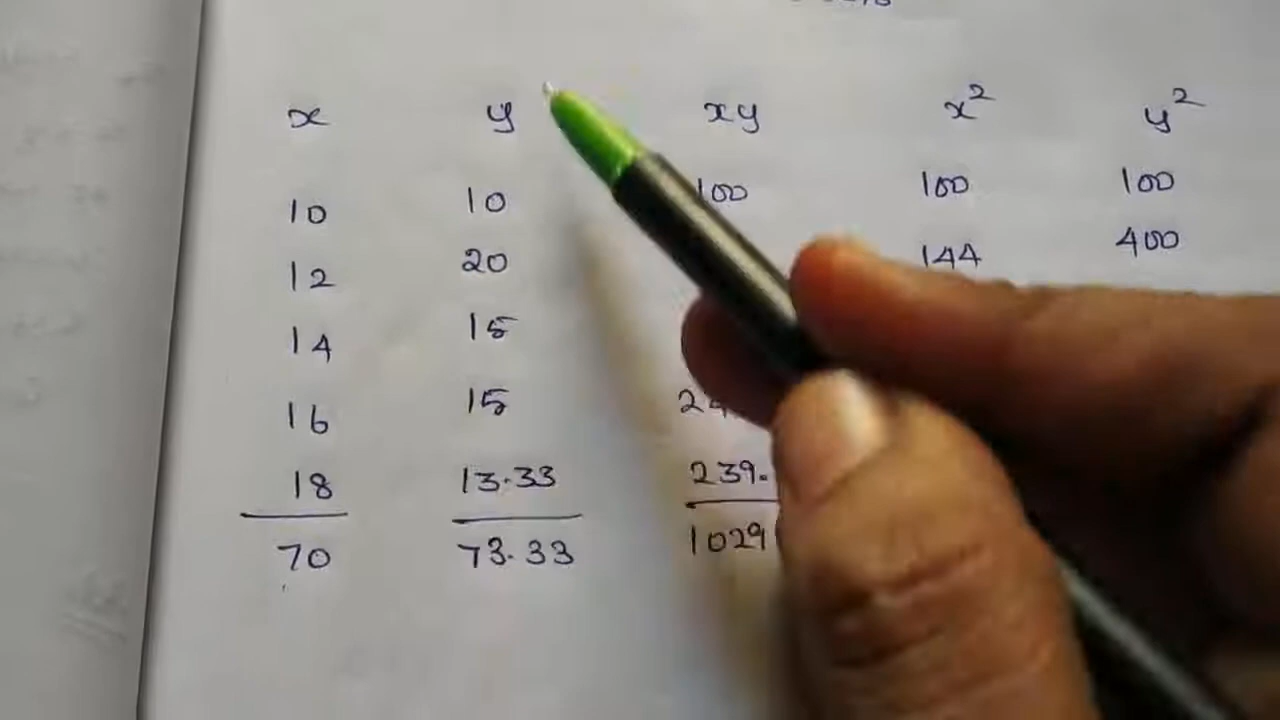 x y xy x² y²
10 10 100 100 100
12 20 144 400
14 15
16 15
18 13.33 239.
70 73.33 1029